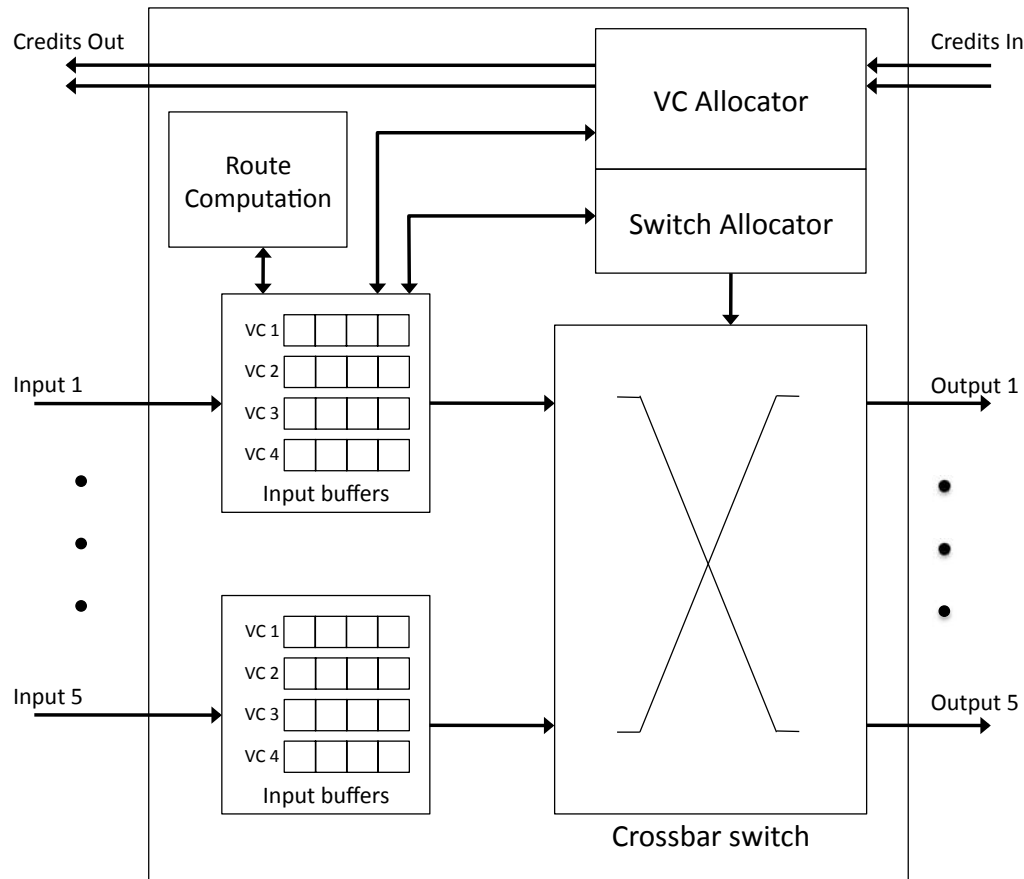 Credits Out
Credits In
VC Allocator
Route
Computation
Switch Allocator
VC 1
VC 2
VC 3
VC 4
Input buffers
Input 1
Output 1
VC 1
VC 2
VC 3
VC 4
Input buffers
Input 5
Output 5
Crossbar switch